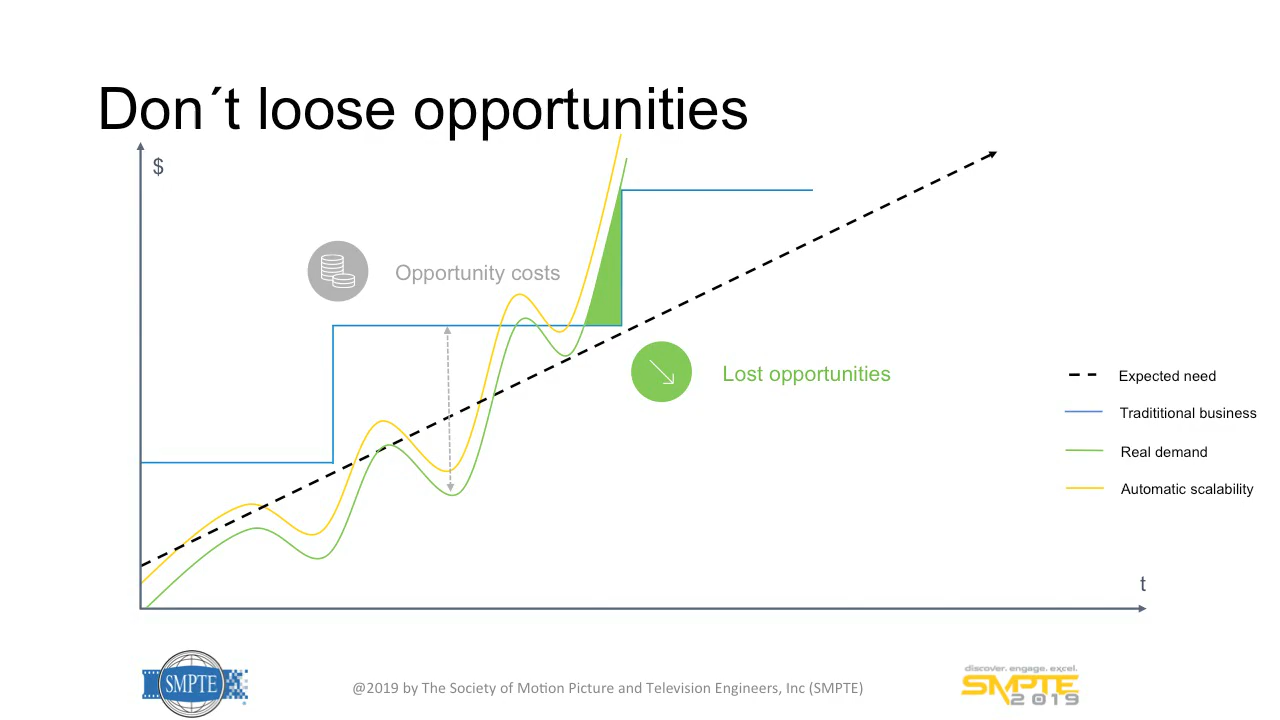 Don´t loose opportunities
$
Opportunity costs
Lost opportunities
Expected need
Tradititional business
Real demand
Automatic scalability
t
SMPTE
@2019 by The Society of Motion Picture and Television Engineers, Inc (SMPTE)
discover. engage. excel.
SMPTE
2019